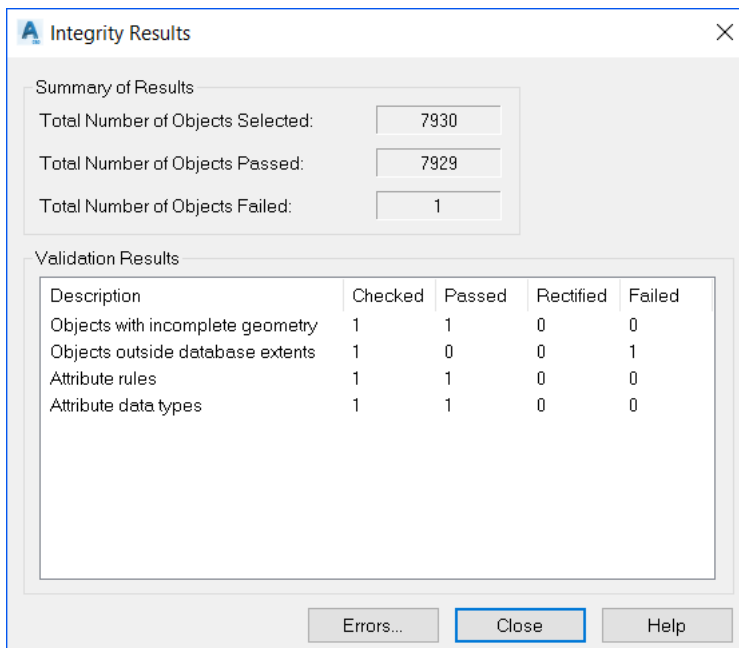 Integrity Results
Summary of Results
Total Number of Objects Selected: 7930
Total Number of Objects Passed: 7929
Total Number of Objects Failed: 1
Validation Results
Description Checked Passed Rectified Failed
Objects with incomplete geometry 1 1 0 0
Objects outside database extents 1 0 0 1
Attribute rules 1 1 0 0
Attribute data types 1 1 0 0
Errors... Close Help